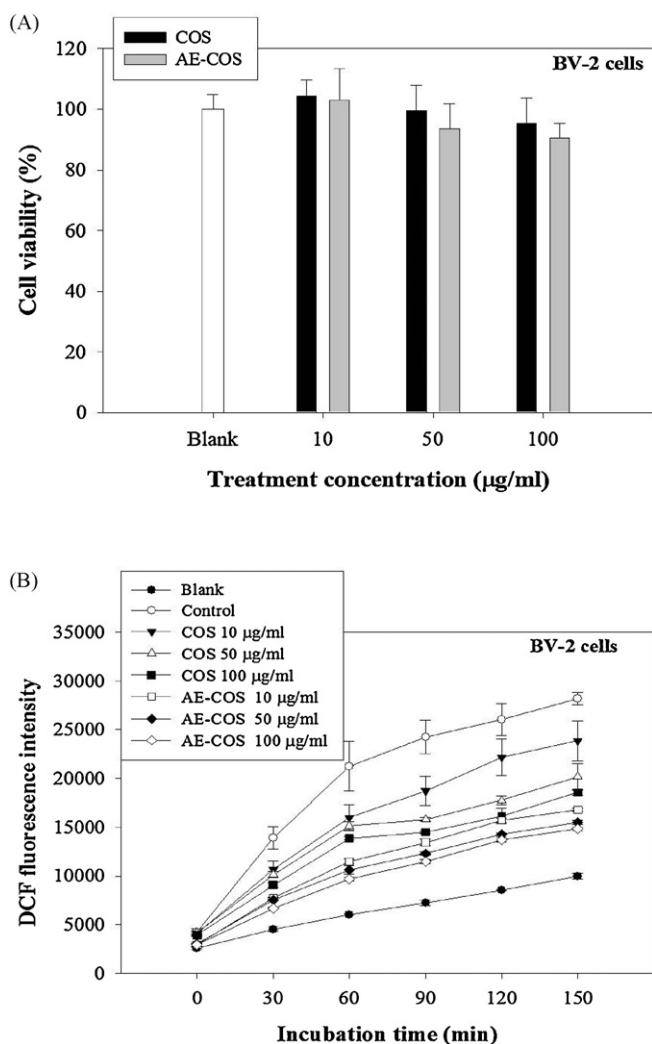 (A)
COS
AE-COS
BV-2 cells
120
100
80
60
40
20
0
Cell viability (%)
Blank 10 50 100
Treatment concentration (µg/ml)
(B)
Blank
Control
COS 10 µg/ml
COS 50 µg/ml
COS 100 µg/ml
AE-COS 10 µg/ml
AE-COS 50 µg/ml
AE-COS 100 µg/ml
BV-2 cells
35000
30000
25000
20000
15000
10000
5000
0
DCF fluorescence intensity
0 30 60 90 120 150
Incubation time (min)